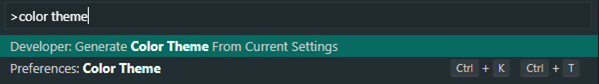 >color theme
Developer: Generate Color Theme From Current Settings
Preferences: Color Theme Ctrl + K Ctrl + T